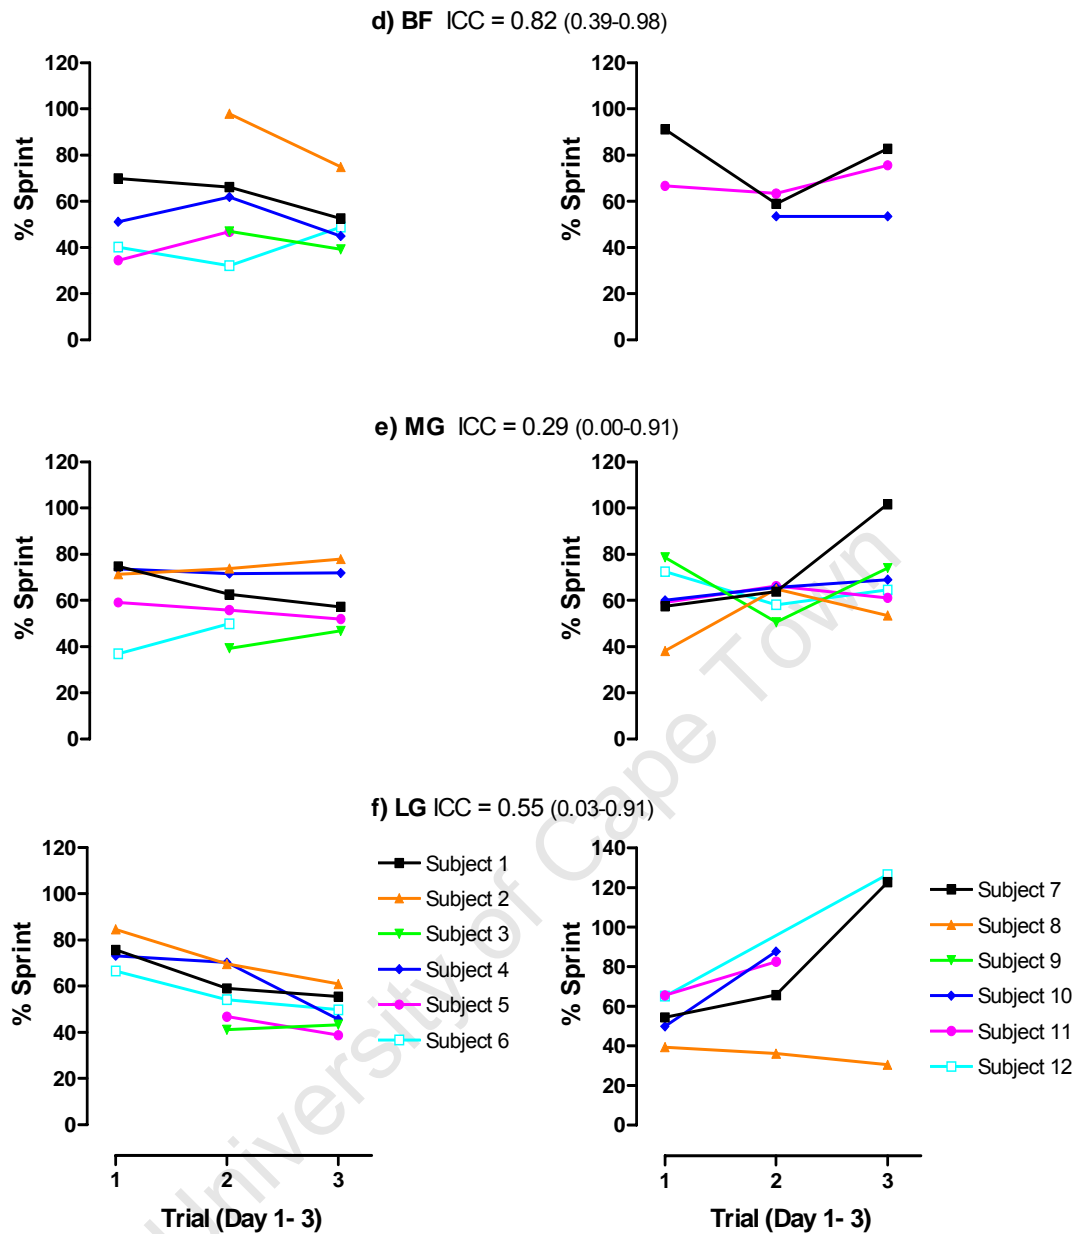 d) BF ICC = 0.82 (0.39-0.98)
120
100
80
60
40
20
0
% Sprint
120
100
80
60
40
20
0
% Sprint
e) MG ICC = 0.29 (0.00-0.91)
120
100
80
60
40
20
0
% Sprint
120
100
80
60
40
20
0
% Sprint
f) LG ICC = 0.55 (0.03-0.91)
120
100
80
60
40
20
0
% Sprint
Subject 1
Subject 2
Subject 3
Subject 4
Subject 5
Subject 6
1 2 3
Trial (Day 1- 3)
140
120
100
80
60
40
20
0
% Sprint
Subject 7
Subject 8
Subject 9
Subject 10
Subject 11
Subject 12
1 2 3
Trial (Day 1- 3)
University of Cape Town